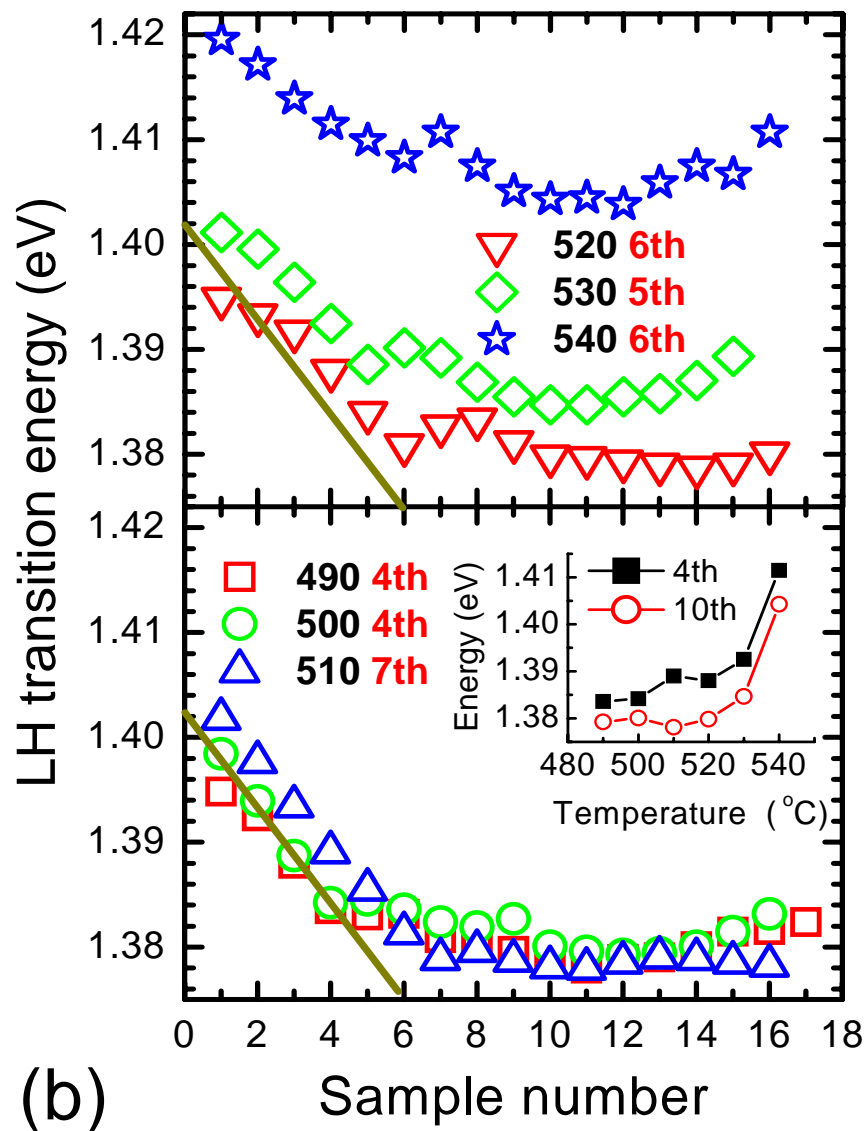 LH transition energy (eV)
1.42
1.41
1.40
1.39
1.38
520 6th
530 5th
540 6th
1.42
1.41
1.40
1.39
1.38
490 4th
500 4th
510 7th
Energy (eV)
1.41
1.40
1.39
1.38
4th
10th
480 500 520 540
Temperature (°C)
0 2 4 6 8 10 12 14 16 18
(b) Sample number